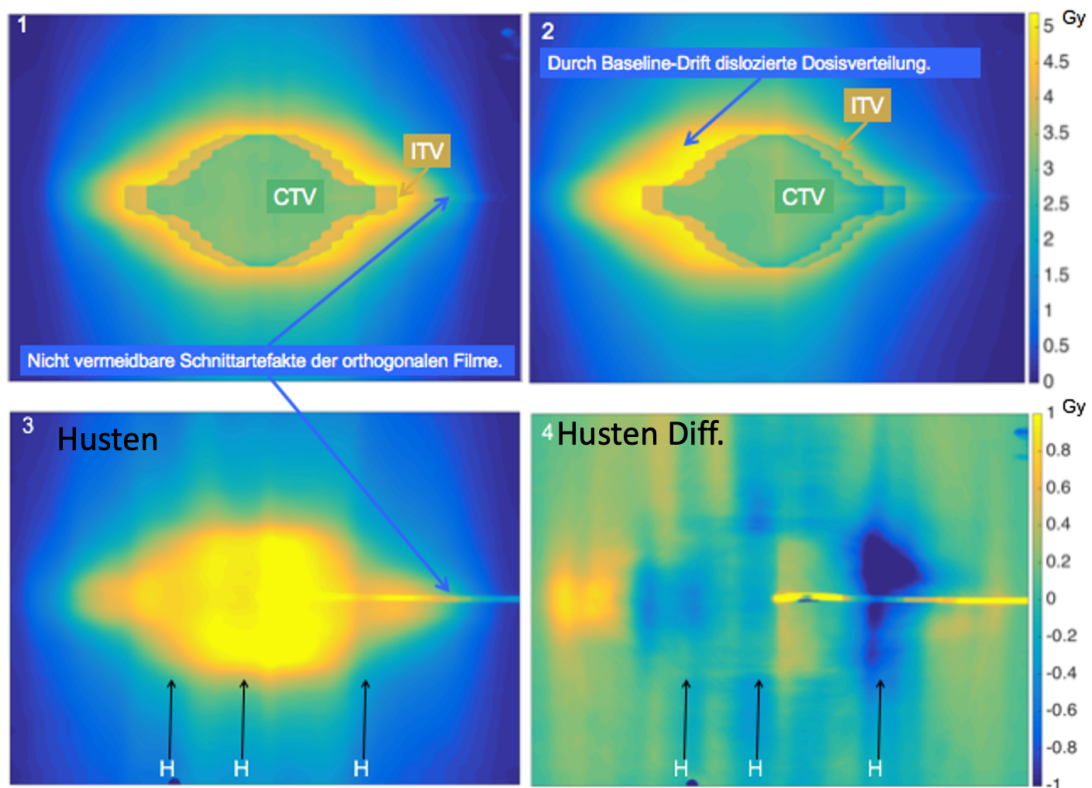 1
ITV
CTV
Nicht vermeidbare Schnittartefakte der orthogonalen Filme.
2
Durch Baseline-Drift dislozierte Dosisverteilung.
ITV
CTV
Gy
5
4.5
4
3.5
3
2.5
2
1.5
1
0.5
0
3
Husten
H
H
H
4 Husten Diff.
H
H
H
Gy
1
0.8
0.6
0.4
0.2
0
-0.2
-0.4
-0.6
-0.8
-1